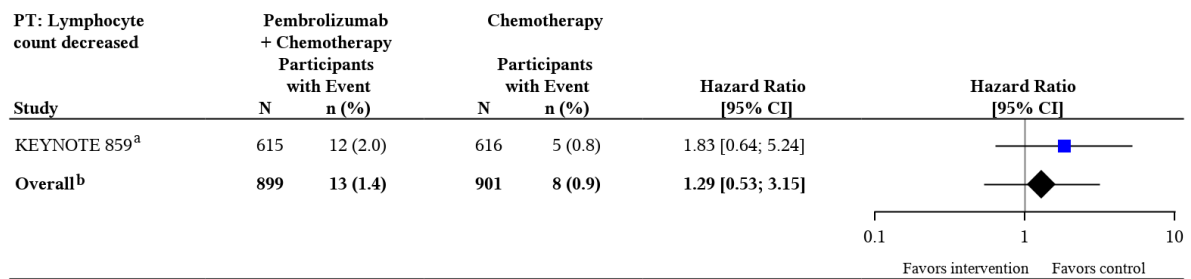 PT: Lymphocyte Pembrolizumab Chemotherapy
count decreased + Chemotherapy
Participants Participants
with Event with Event Hazard Ratio Hazard Ratio
Study N n (%) N n (%) [95% CI] [95% CI]
KEYNOTE 859a 615 12 (2.0) 616 5 (0.8) 1.83 [0.64; 5.24]
Overallb 899 13 (1.4) 901 8 (0.9) 1.29 [0.53; 3.15]
0.1 1 10
Favors intervention Favors control